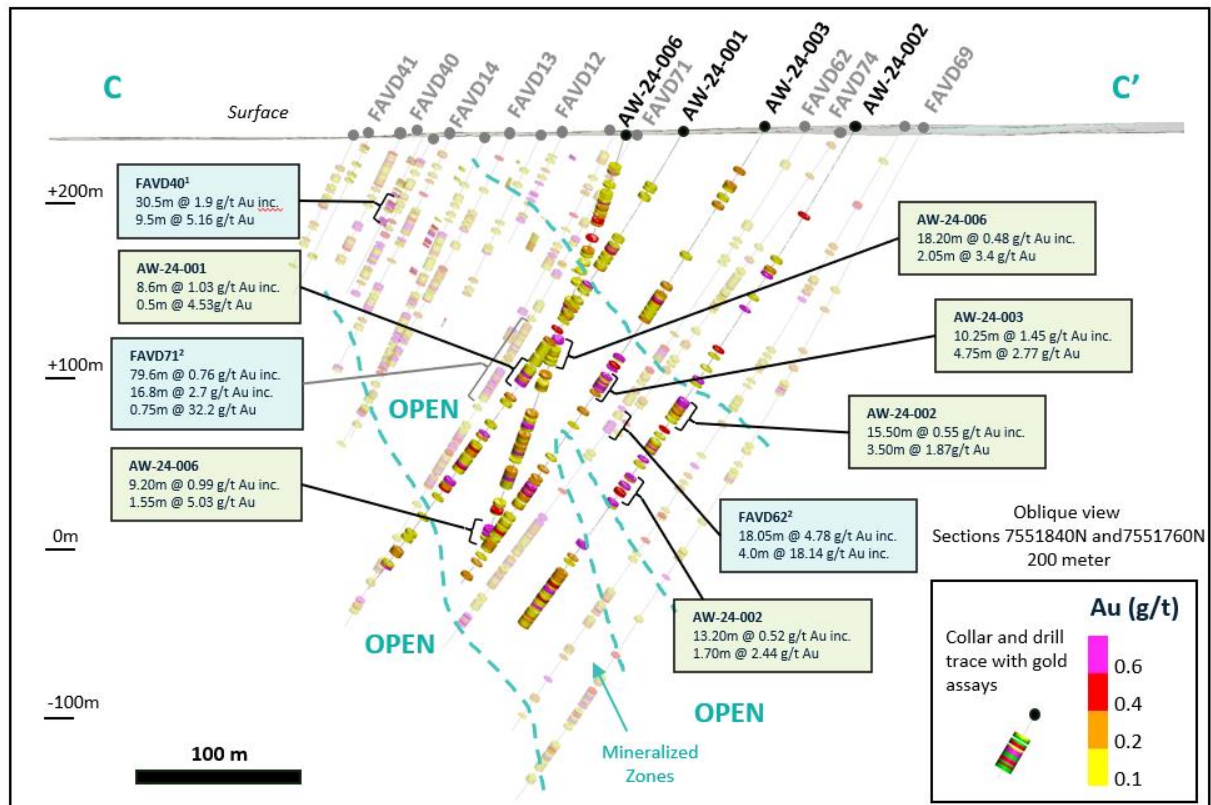 C
C'
Surface
FAVD41
FAVD40
FAVD14
FAVD13
FAVD12
AW-24-006
FAVD71
AW-24-001
AW-24-003
FAVD62
FAVD74
AW-24-002
FAVD69
+200m
+100m
0m
-100m
FAVD40¹
30.5m @ 1.9 g/t Au inc.
9.5m @ 5.16 g/t Au
AW-24-001
8.6m @ 1.03 g/t Au inc.
0.5m @ 4.53g/t Au
FAVD71²
79.6m @ 0.76 g/t Au inc.
16.8m @ 2.7 g/t Au inc.
0.75m @ 32.2 g/t Au
AW-24-006
9.20m @ 0.99 g/t Au inc.
1.55m @ 5.03 g/t Au
AW-24-006
18.20m @ 0.48 g/t Au inc.
2.05m @ 3.4 g/t Au
AW-24-003
10.25m @ 1.45 g/t Au inc.
4.75m @ 2.77 g/t Au
AW-24-002
15.50m @ 0.55 g/t Au inc.
3.50m @ 1.87g/t Au
FAVD62²
18.05m @ 4.78 g/t Au inc.
4.0m @ 18.14 g/t Au inc.
AW-24-002
13.20m @ 0.52 g/t Au inc.
1.70m @ 2.44 g/t Au
OPEN
OPEN
OPEN
Mineralized
Zones
100 m
Oblique view
Sections 7551840N and7551760N
200 meter
Au (g/t)
Collar and drill
trace with gold
assays
0.6
0.4
0.2
0.1